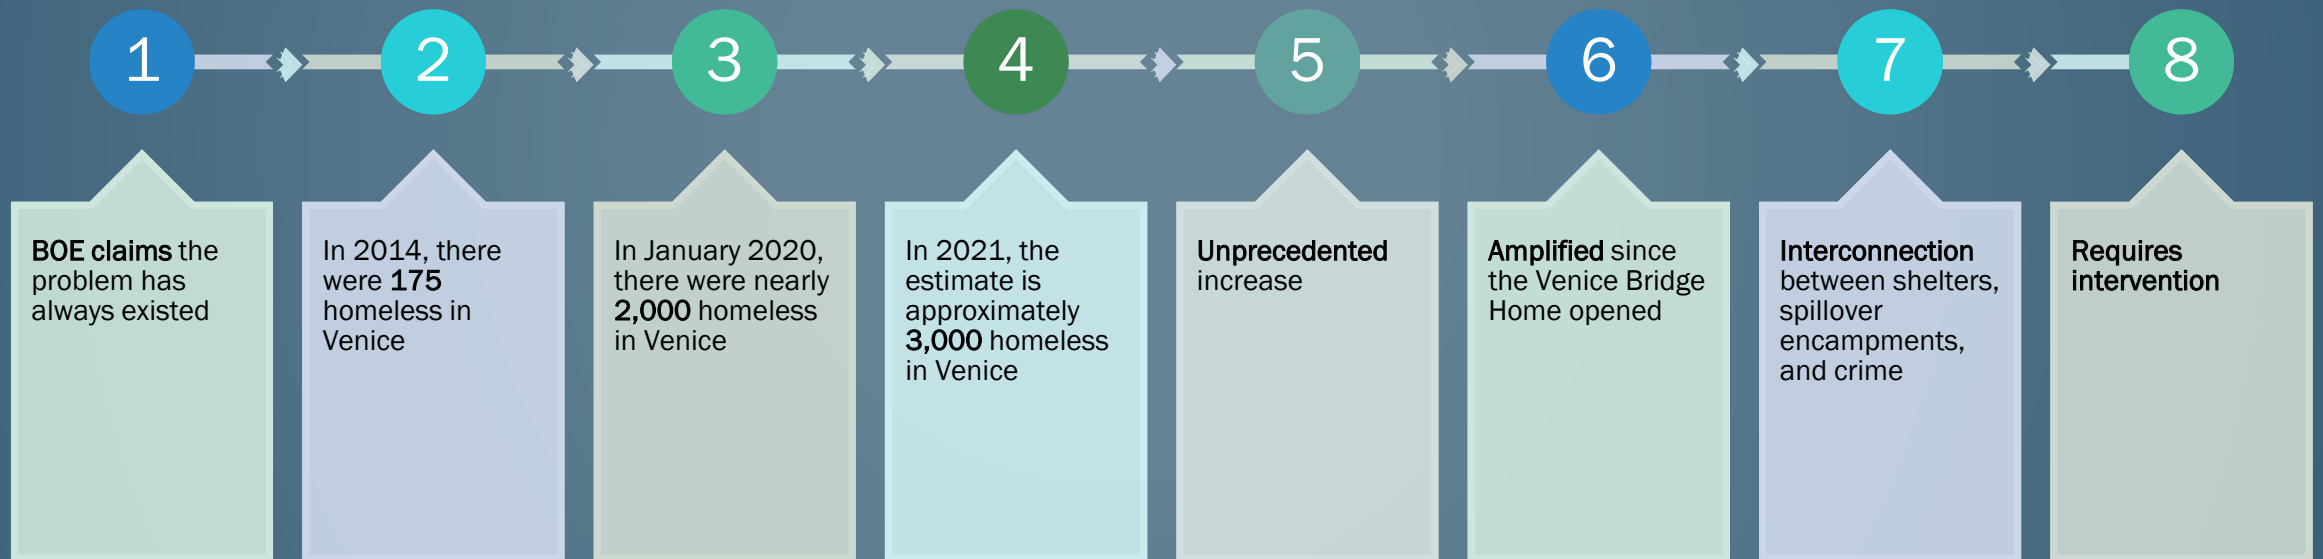 1
2
3
4
5
6
7
8
BOE claims the
problem has
always existed
In 2014, there
were 175
homeless in
Venice
In January 2020,
there were nearly
2,000 homeless
in Venice
In 2021, the
estimate is
approximately
3,000 homeless
in Venice
Unprecedented
increase
Amplified since
the Venice Bridge
Home opened
Interconnection
between shelters,
spillover
encampments,
and crime
Requires
intervention